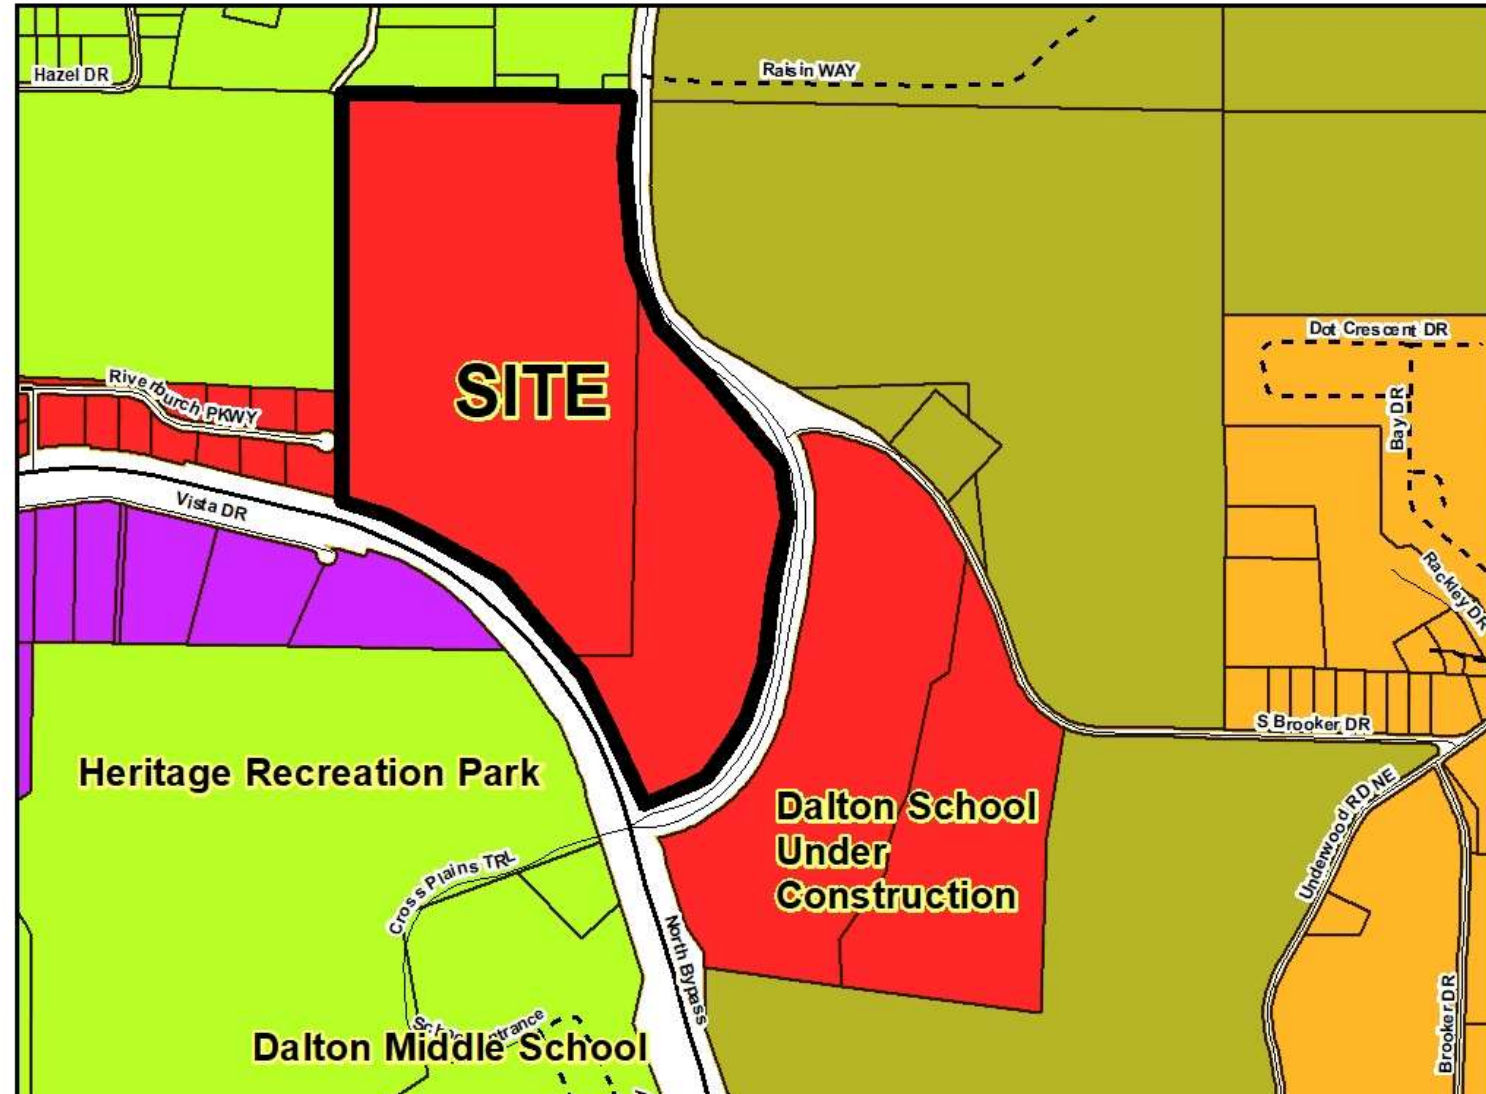 Hazel DR
Raisin WAY
Dot Crescent DR
Bay DR
SITE
Riverburch PKWY
Vista DR
Rackley DR
S Brooker DR
Underwood RD NE
Heritage Recreation Park
Dalton School
Under
Construction
Cross Plains TRL
North Bypass
Brooker DR
Dalton Middle School